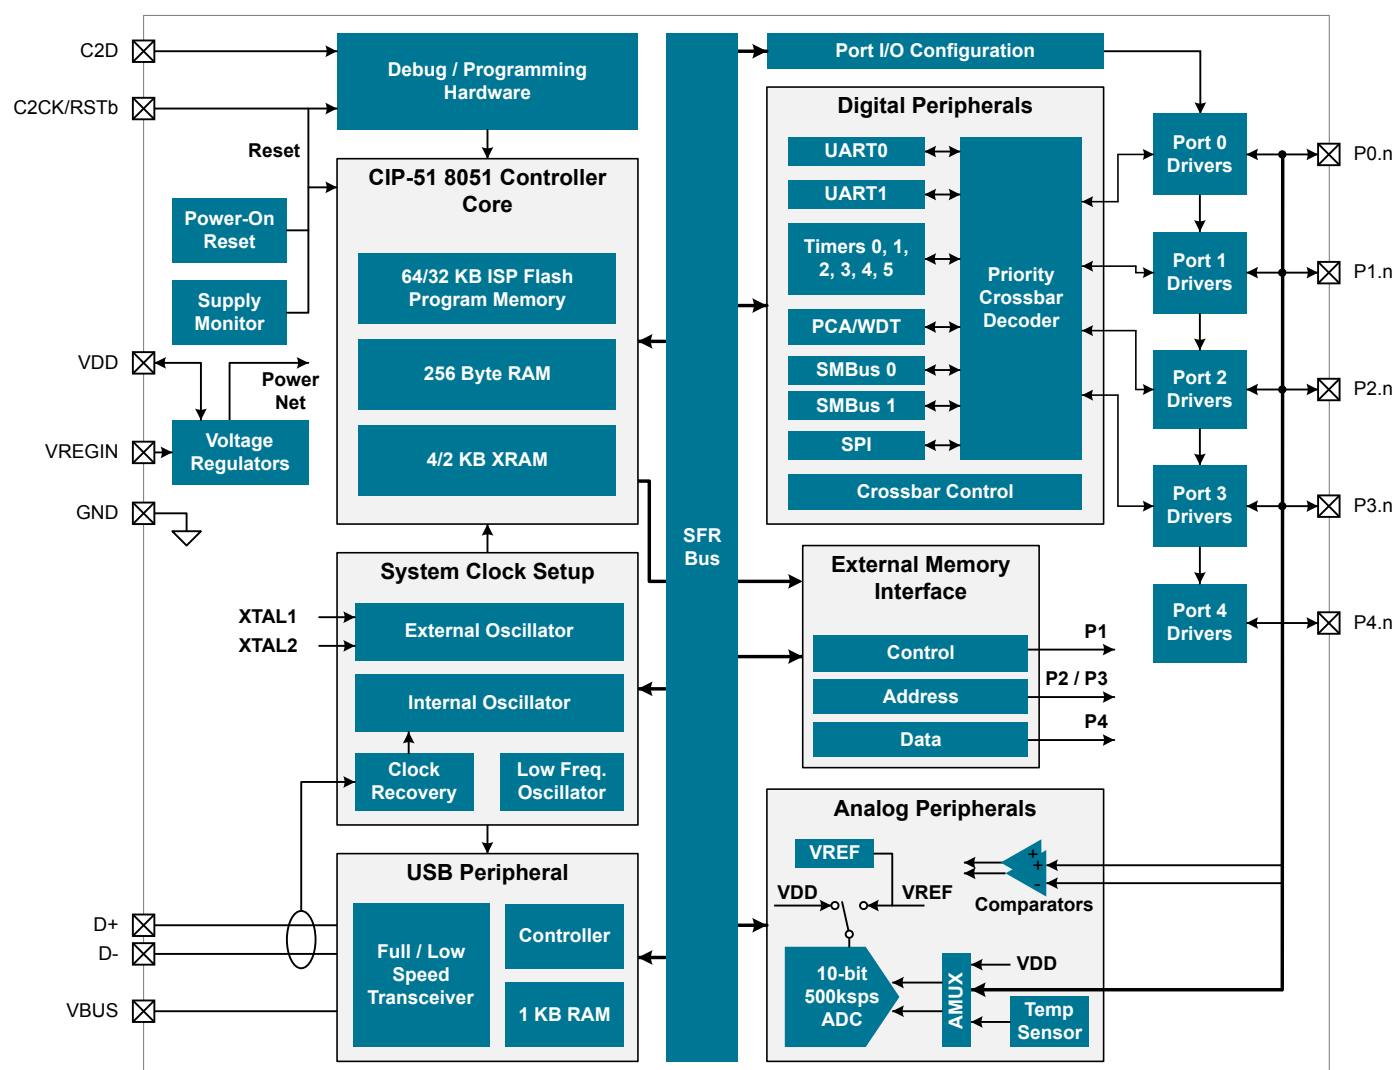 C2D
C2CK/RSTb
Debug / Programming
Hardware
Reset
Power-On
Reset
Supply
Monitor
VDD
Power
Net
VREGIN
Voltage
Regulators
GND
CIP-51 8051 Controller
Core
64/32 KB ISP Flash
Program Memory
256 Byte RAM
4/2 KB XRAM
System Clock Setup
XTAL1
XTAL2
External Oscillator
Internal Oscillator
Clock
Recovery
Low Freq.
Oscillator
USB Peripheral
D+
D-
VBUS
Full / Low
Speed
Transceiver
Controller
1 KB RAM
SFR
Bus
Port I/O Configuration
Digital Peripherals
UART0
UART1
Timers 0, 1,
2, 3, 4, 5
PCA/WDT
SMBus 0
SMBus 1
SPI
Priority
Crossbar
Decoder
Crossbar Control
Port 0
Drivers
Port 1
Drivers
Port 2
Drivers
Port 3
Drivers
Port 4
Drivers
P0.n
P1.n
P2.n
P3.n
P4.n
External Memory
Interface
Control
Address
Data
P1
P2 / P3
P4
Analog Peripherals
VREF
VDD
VREF
+
+
-
Comparators
10-bit
500ksps
ADC
AMUX
VDD
Temp
Sensor